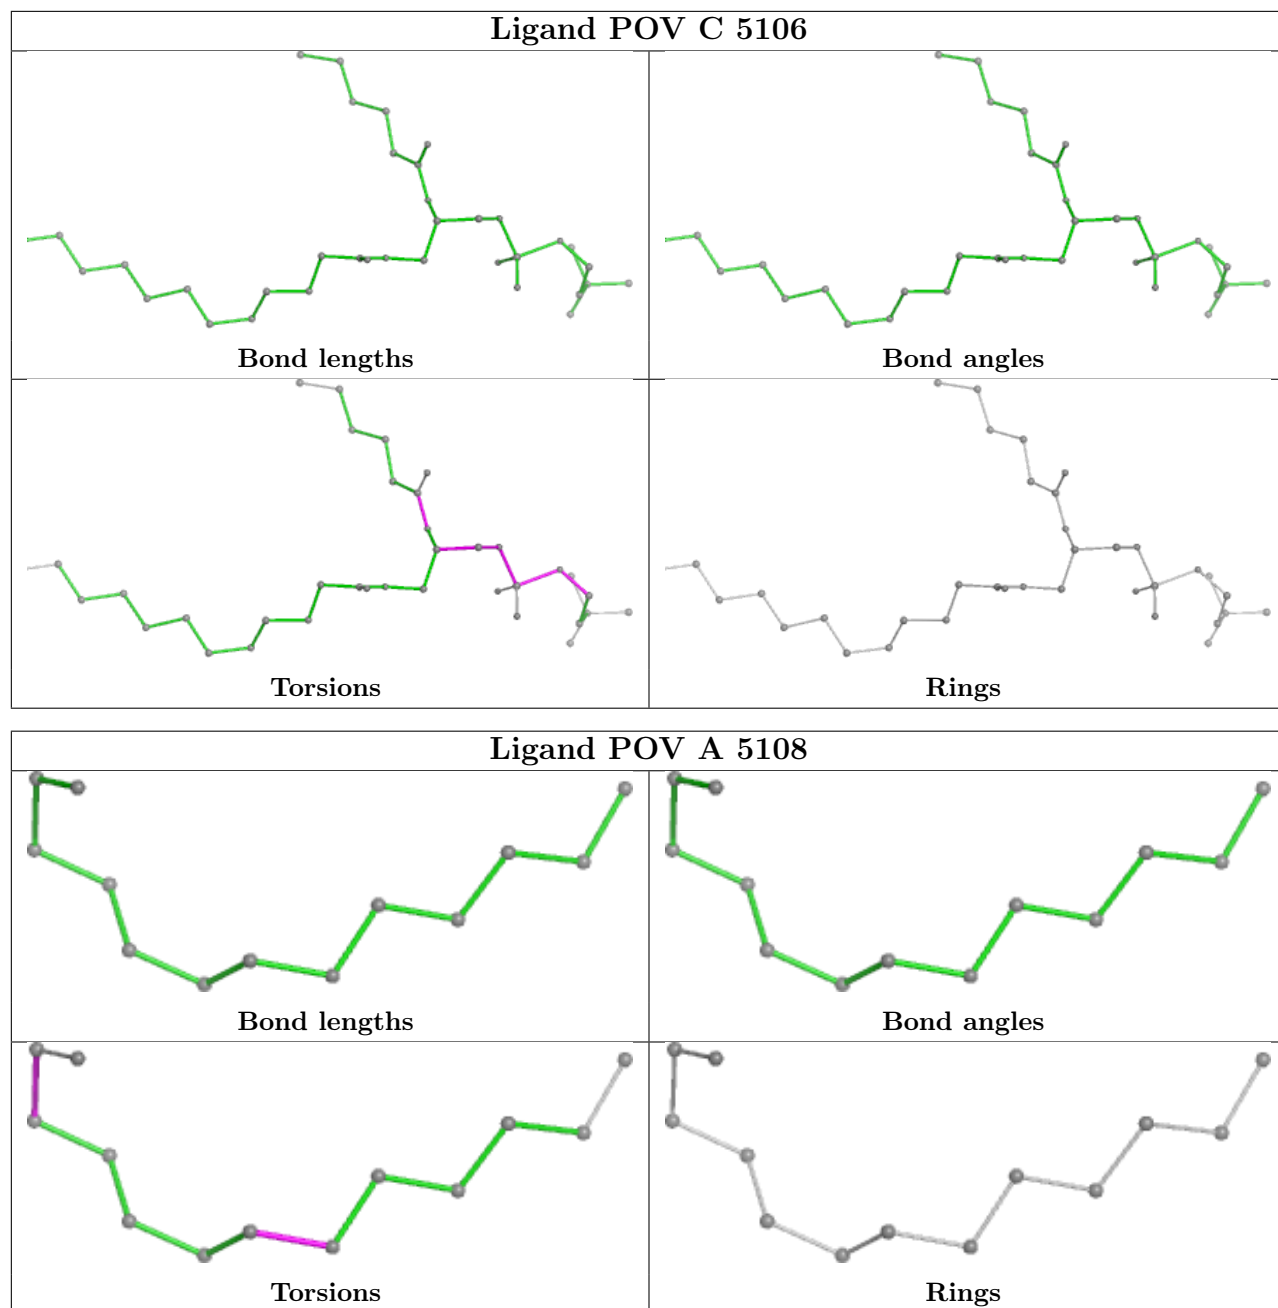 Ligand POV C 5106
Bond lengths
Bond angles
Torsions
Rings
Ligand POV A 5108
Bond lengths
Bond angles
Torsions
Rings